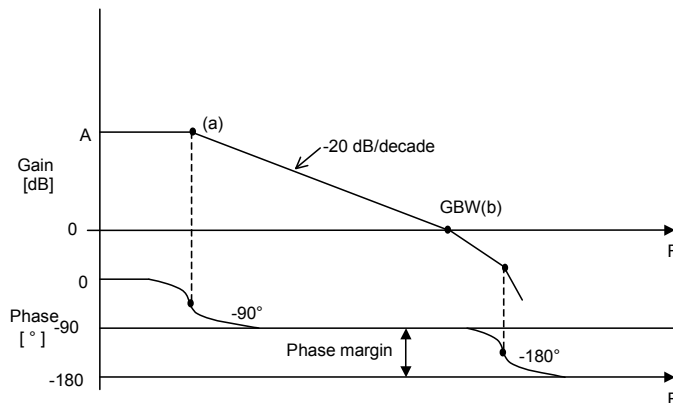 (a)
A
-20 dB/decade
Gain
[dB]
GBW(b)
0
F
0
-90°
Phase
-90
[ ° ]
Phase margin
-180°
-180
F